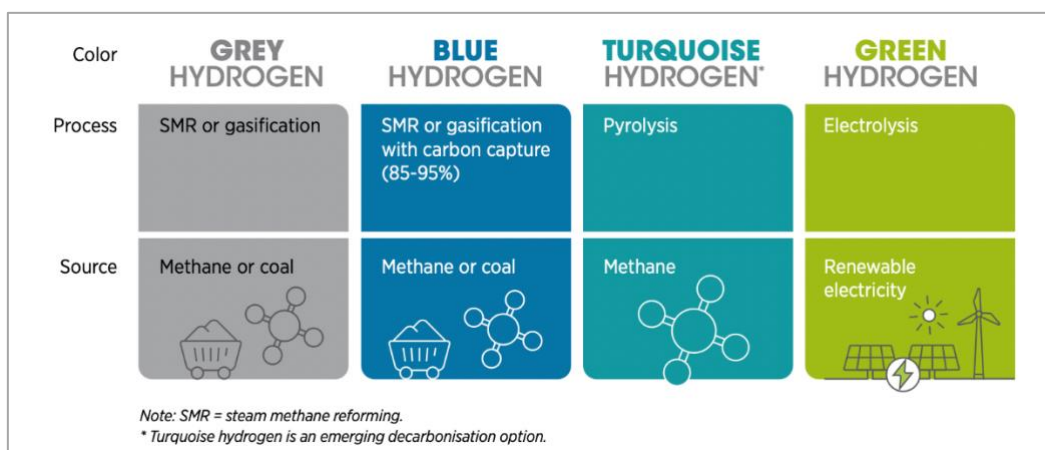 Color
GREY
HYDROGEN
BLUE
HYDROGEN
TURQUOISE
HYDROGEN*
GREEN
HYDROGEN
Process
SMR or gasification
SMR or gasification
with carbon capture
(85-95%)
Pyrolysis
Electrolysis
Source
Methane or coal
Methane or coal
Methane
Renewable
electricity
Note: SMR = steam methane reforming.
* Turquoise hydrogen is an emerging decarbonisation option.